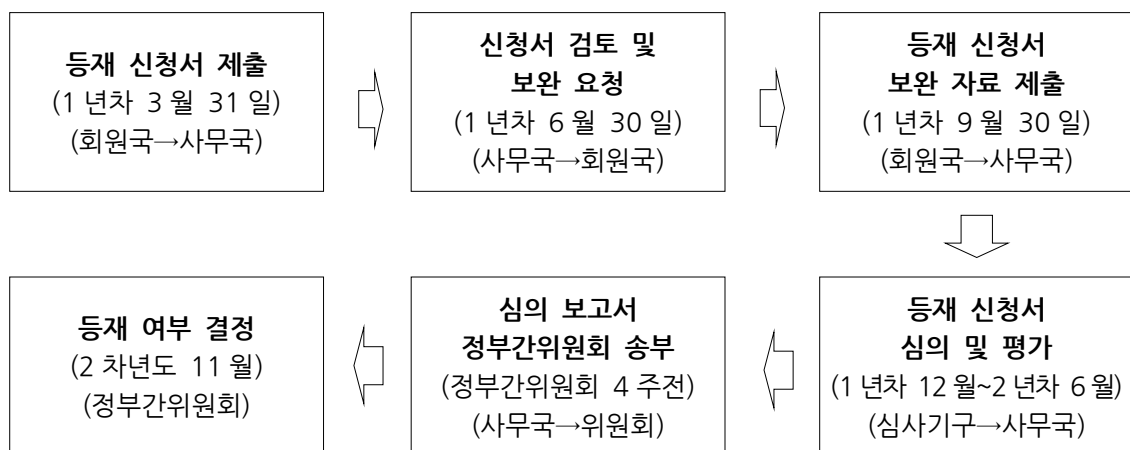 등재 신청서 제출
(1 년차 3 월 31 일)
(회원국→사무국)
신청서 검토 및
보완 요청
(1 년차 6 월 30 일)
(사무국→회원국)
등재 신청서
보완 자료 제출
(1 년차 9 월 30 일)
(회원국→사무국)
등재 신청서
심의 및 평가
(1 년차 12 월~2 년차 6 월)
(심사기구→사무국)
심의 보고서
정부간위원회 송부
(정부간위원회 4 주전)
(사무국→위원회)
등재 여부 결정
(2 차년도 11 월)
(정부간위원회)